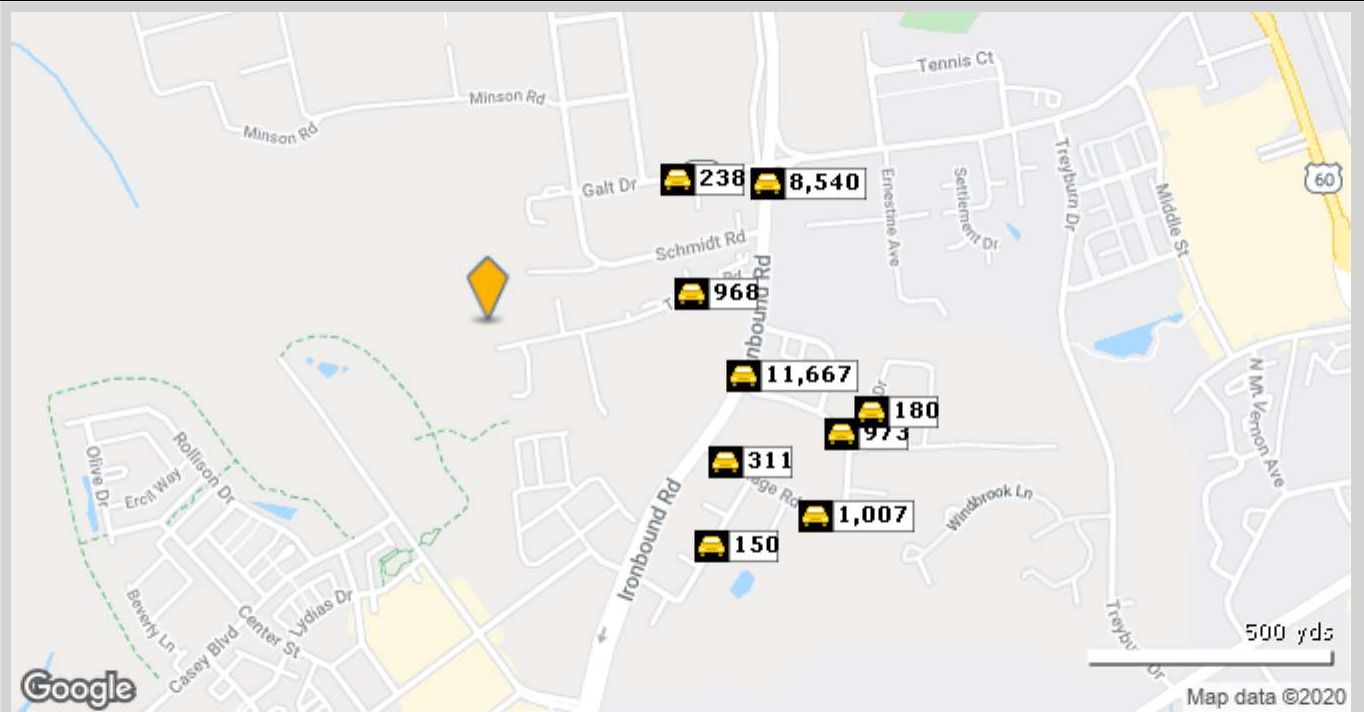 Tennis Ct
Minson Rd
Minson Rd
60
238
8,540
Galt Dr
Ernestine Ave
Settlement Dr
Treyburn Dr
Middle St
Schmidt Rd
Rd
968
Ironbound Rd
11,667
Dr
180
973
N Mt Vernon Ave
Olive Dr
Rollison Dr
Ercil Way
311
1,007
Windbrook Ln
150
Ironbound Rd
Beverly Ln
Center St
Lydias Dr
Casey Blvd
Treyburn Dr
500 yds
Google
Map data ©2020